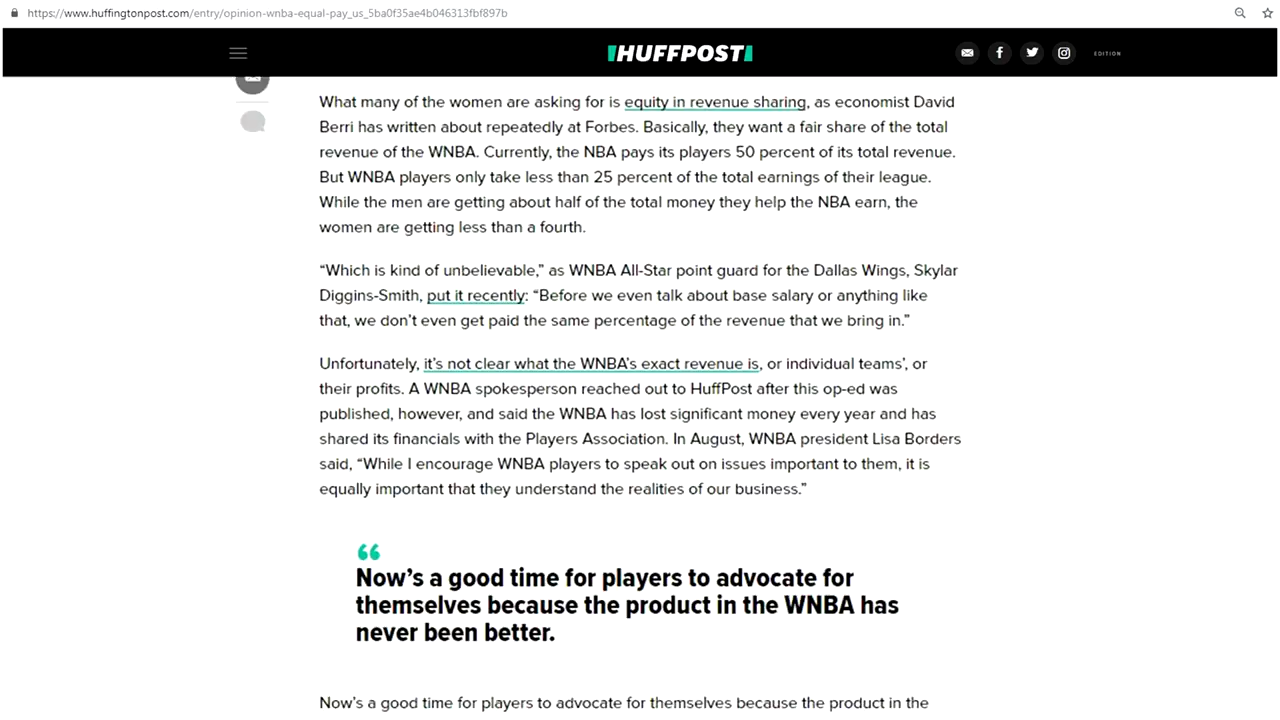 https://www.huffingtonpost.com/entry/opinion-wnba-equal-pay_us_5ba0f35ae4b046313fbf897b
HUFFPOST
EDITION
What many of the women are asking for is equity in revenue sharing, as economist David
Berri has written about repeatedly at Forbes. Basically, they want a fair share of the total
revenue of the WNBA. Currently, the NBA pays its players 50 percent of its total revenue.
But WNBA players only take less than 25 percent of the total earnings of their league.
While the men are getting about half of the total money they help the NBA earn, the
women are getting less than a fourth.
“Which is kind of unbelievable,” as WNBA All-Star point guard for the Dallas Wings, Skylar
Diggins-Smith, put it recently: “Before we even talk about base salary or anything like
that, we don’t even get paid the same percentage of the revenue that we bring in.”
Unfortunately, it’s not clear what the WNBA’s exact revenue is, or individual teams’, or
their profits. A WNBA spokesperson reached out to HuffPost after this op-ed was
published, however, and said the WNBA has lost significant money every year and has
shared its financials with the Players Association. In August, WNBA president Lisa Borders
said, “While I encourage WNBA players to speak out on issues important to them, it is
equally important that they understand the realities of our business.”
“
Now’s a good time for players to advocate for
themselves because the product in the WNBA has
never been better.
Now’s a good time for players to advocate for themselves because the product in the